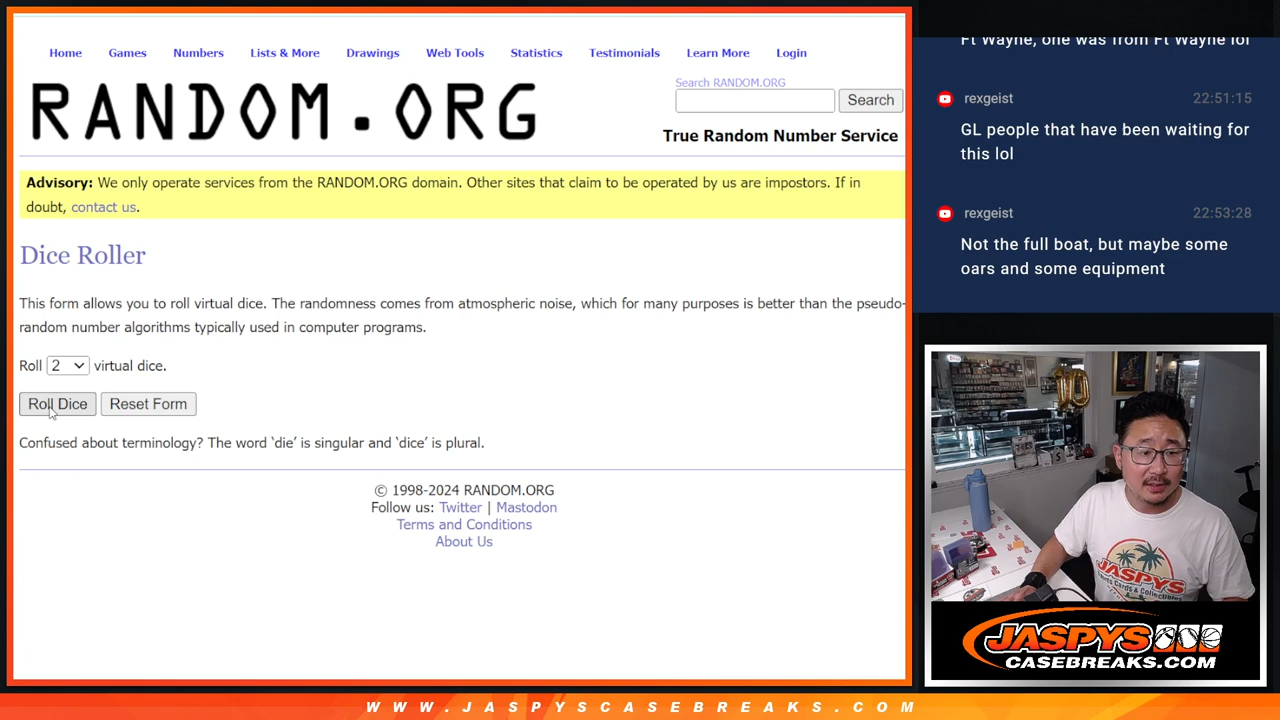 Home Games Numbers Lists & More Drawings Web Tools Statistics Testimonials Learn More Login
RANDOM.ORG
Search RANDOM.ORG
Search
True Random Number Service
Advisory: We only operate services from the RANDOM.ORG domain. Other sites that claim to be operated by us are impostors. If in
doubt, contact us.
Dice Roller
This form allows you to roll virtual dice. The randomness comes from atmospheric noise, which for many purposes is better than the pseudo-
random number algorithms typically used in computer programs.
Roll 2 virtual dice.
Roll Dice Reset Form
Confused about terminology? The word 'die' is singular and 'dice' is plural.
© 1998-2024 RANDOM.ORG
Follow us: Twitter | Mastodon
Terms and Conditions
About Us
Ft Wayne, one was from Ft Wayne lol
rexgeist 22:51:15
GL people that have been waiting for
this lol
rexgeist 22:53:28
Not the full boat, but maybe some
oars and some equipment
10
JASPYS
JASPYS
CASEBREAKS.COM
WWW.JASPYSCASEBREAKS.COM